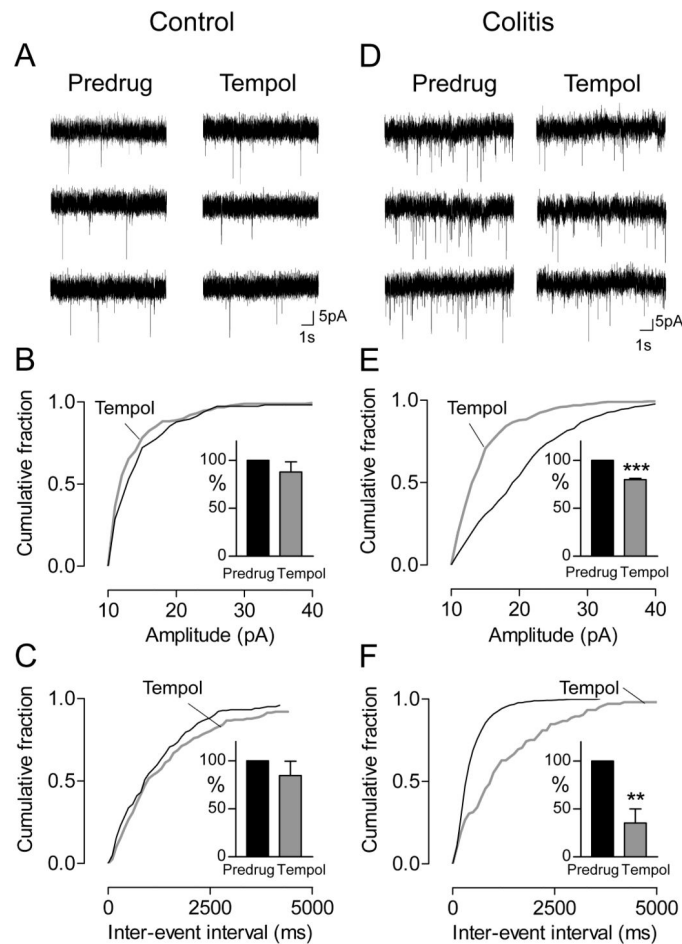 Control
Colitis
A
Predrug
Tempol
D
Predrug
Tempol
5pA
1s
5pA
1s
B
Cumulative fraction
1.0
0.5
0.0
Tempol
100
%
50
0
Predrug Tempol
10 20 30 40
Amplitude (pA)
E
Cumulative fraction
1.0
0.5
0.0
Tempol
100
%
50
0
***
Predrug Tempol
10 20 30 40
Amplitude (pA)
C
Cumulative fraction
1.0
0.5
0.0
Tempol
100
%
50
0
Predrug Tempol
0 2500 5000
Inter-event interval (ms)
F
Cumulative fraction
1.0
0.5
0.0
Tempol
100
%
50
0
**
Predrug Tempol
0 2500 5000
Inter-event interval (ms)